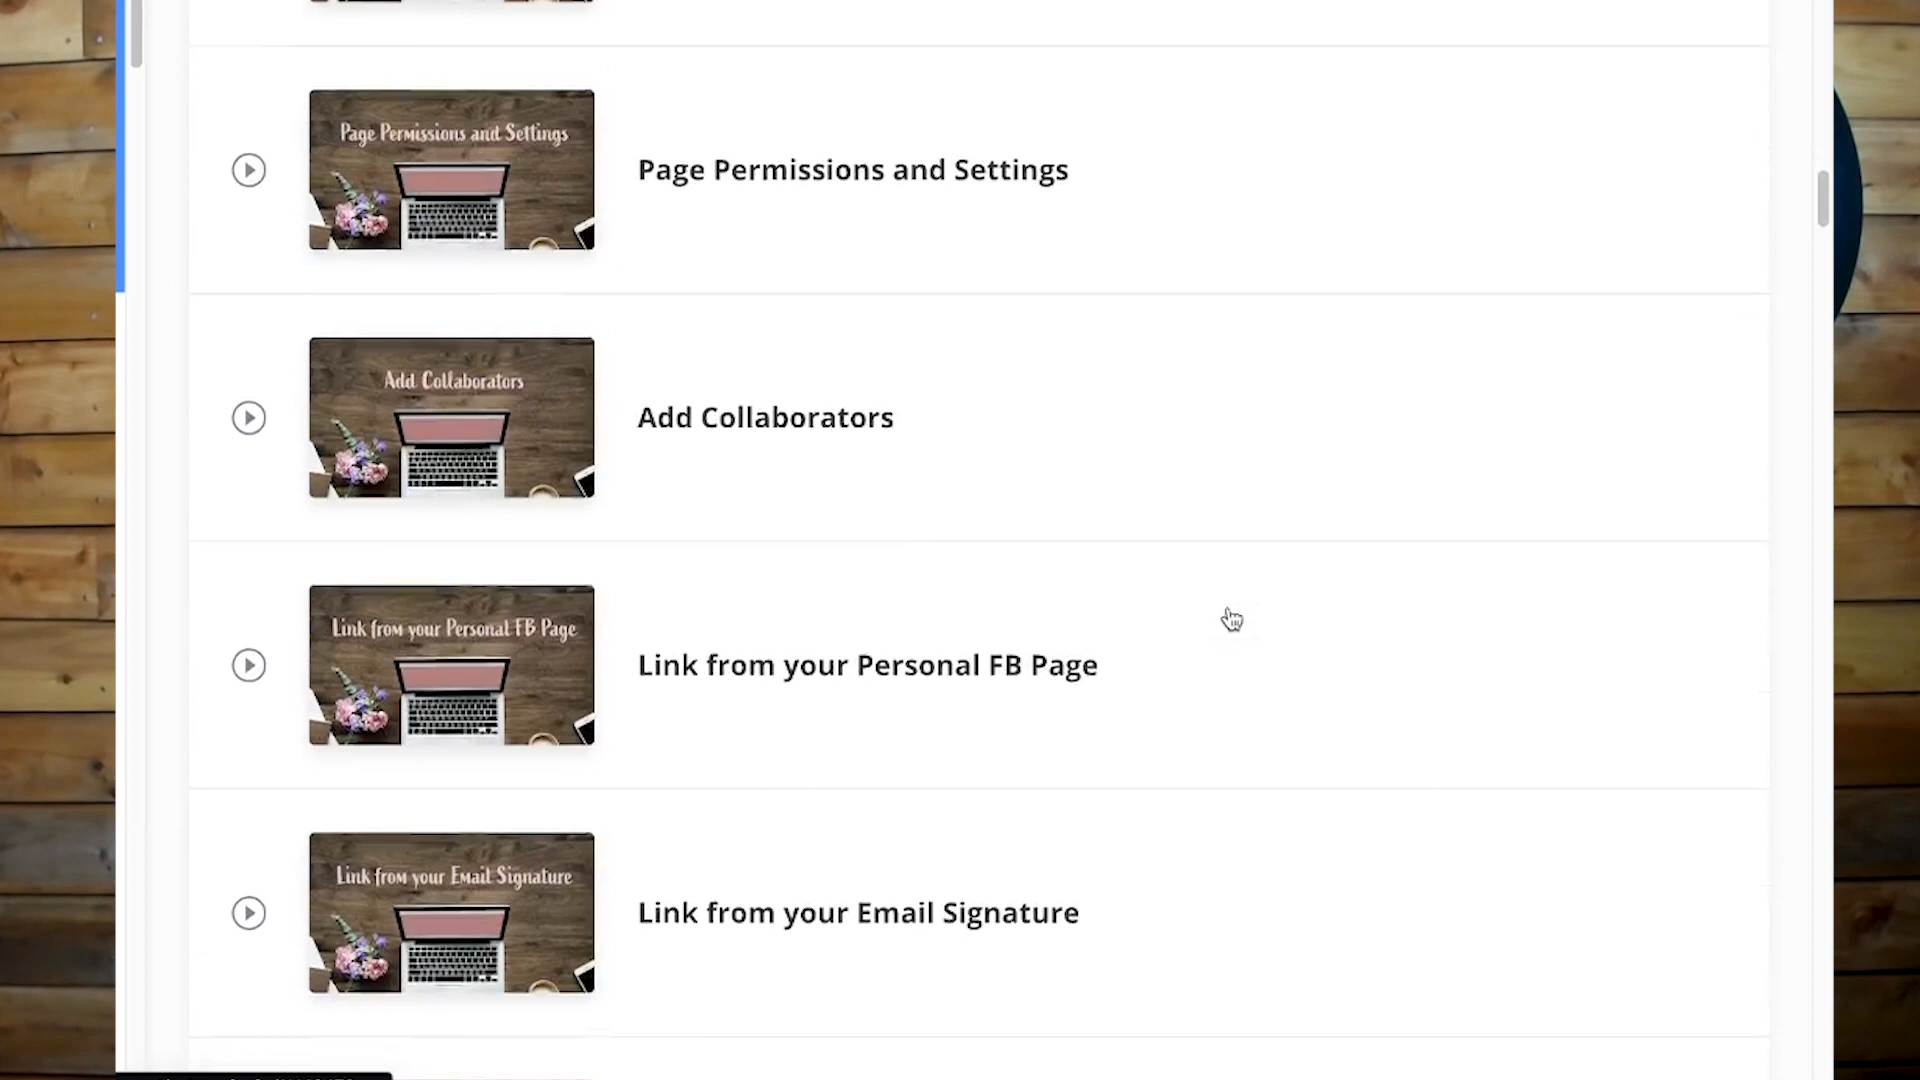 Page Permissions and Settings
Page Permissions and Settings
Add Collaborators
Add Collaborators
Link from your Personal FB Page
Link from your Personal FB Page
Link from your Email Signature
Link from your Email Signature